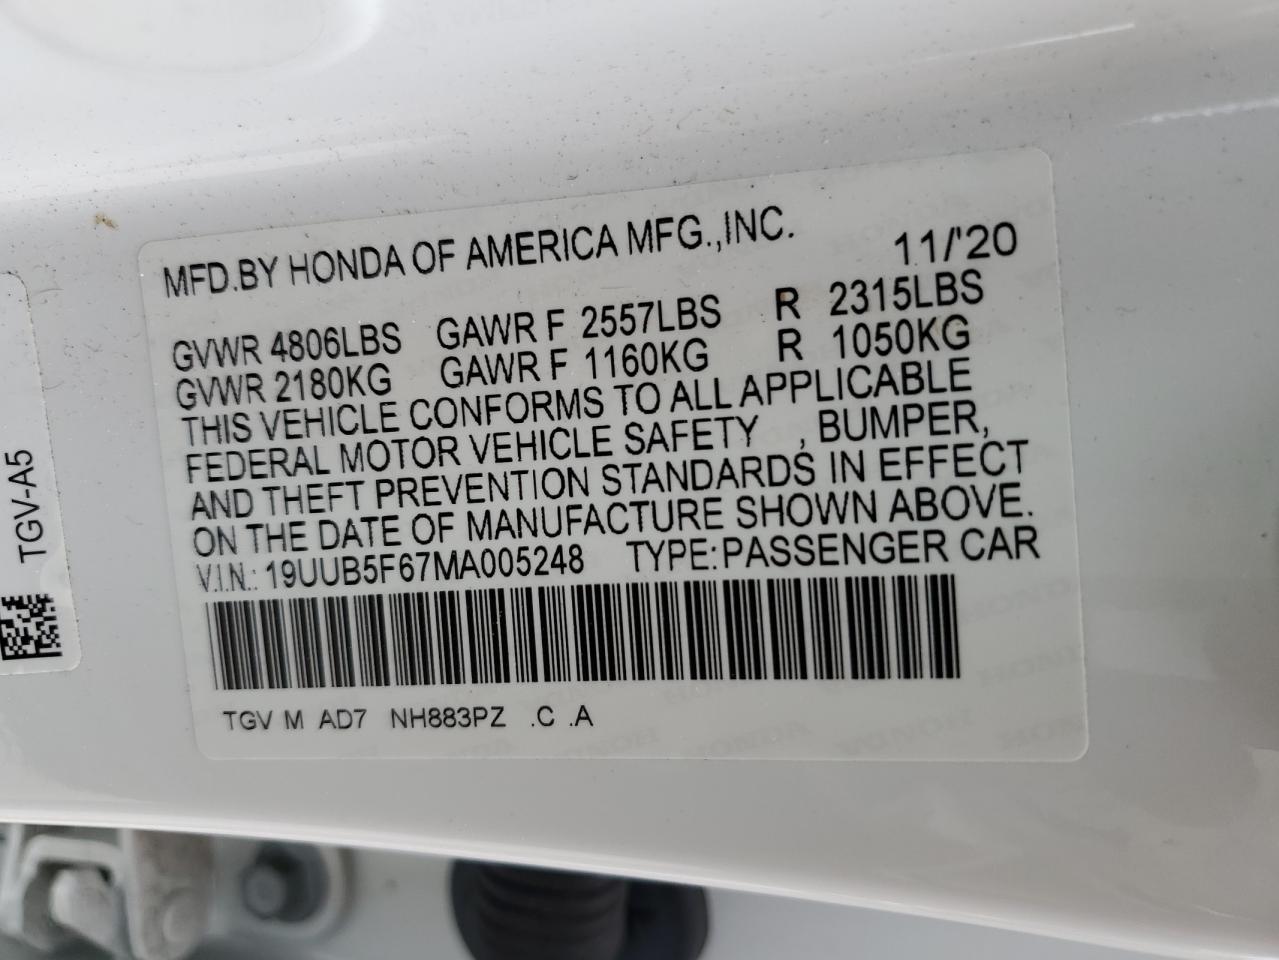 MFD.BY HONDA OF AMERICA MFG.,INC. 11/'20
GVWR 4806LBS GAWR F 2557LBS R 2315LBS
GVWR 2180KG GAWR F 1160KG R 1050KG
THIS VEHICLE CONFORMS TO ALL APPLICABLE
FEDERAL MOTOR VEHICLE SAFETY , BUMPER,
AND THEFT PREVENTION STANDARDS IN EFFECT
ON THE DATE OF MANUFACTURE SHOWN ABOVE.
V.I.N.: 19UUB5F67MA005248 TYPE:PASSENGER CAR
TGV M AD7 NH883PZ .C .A
TGV-A5